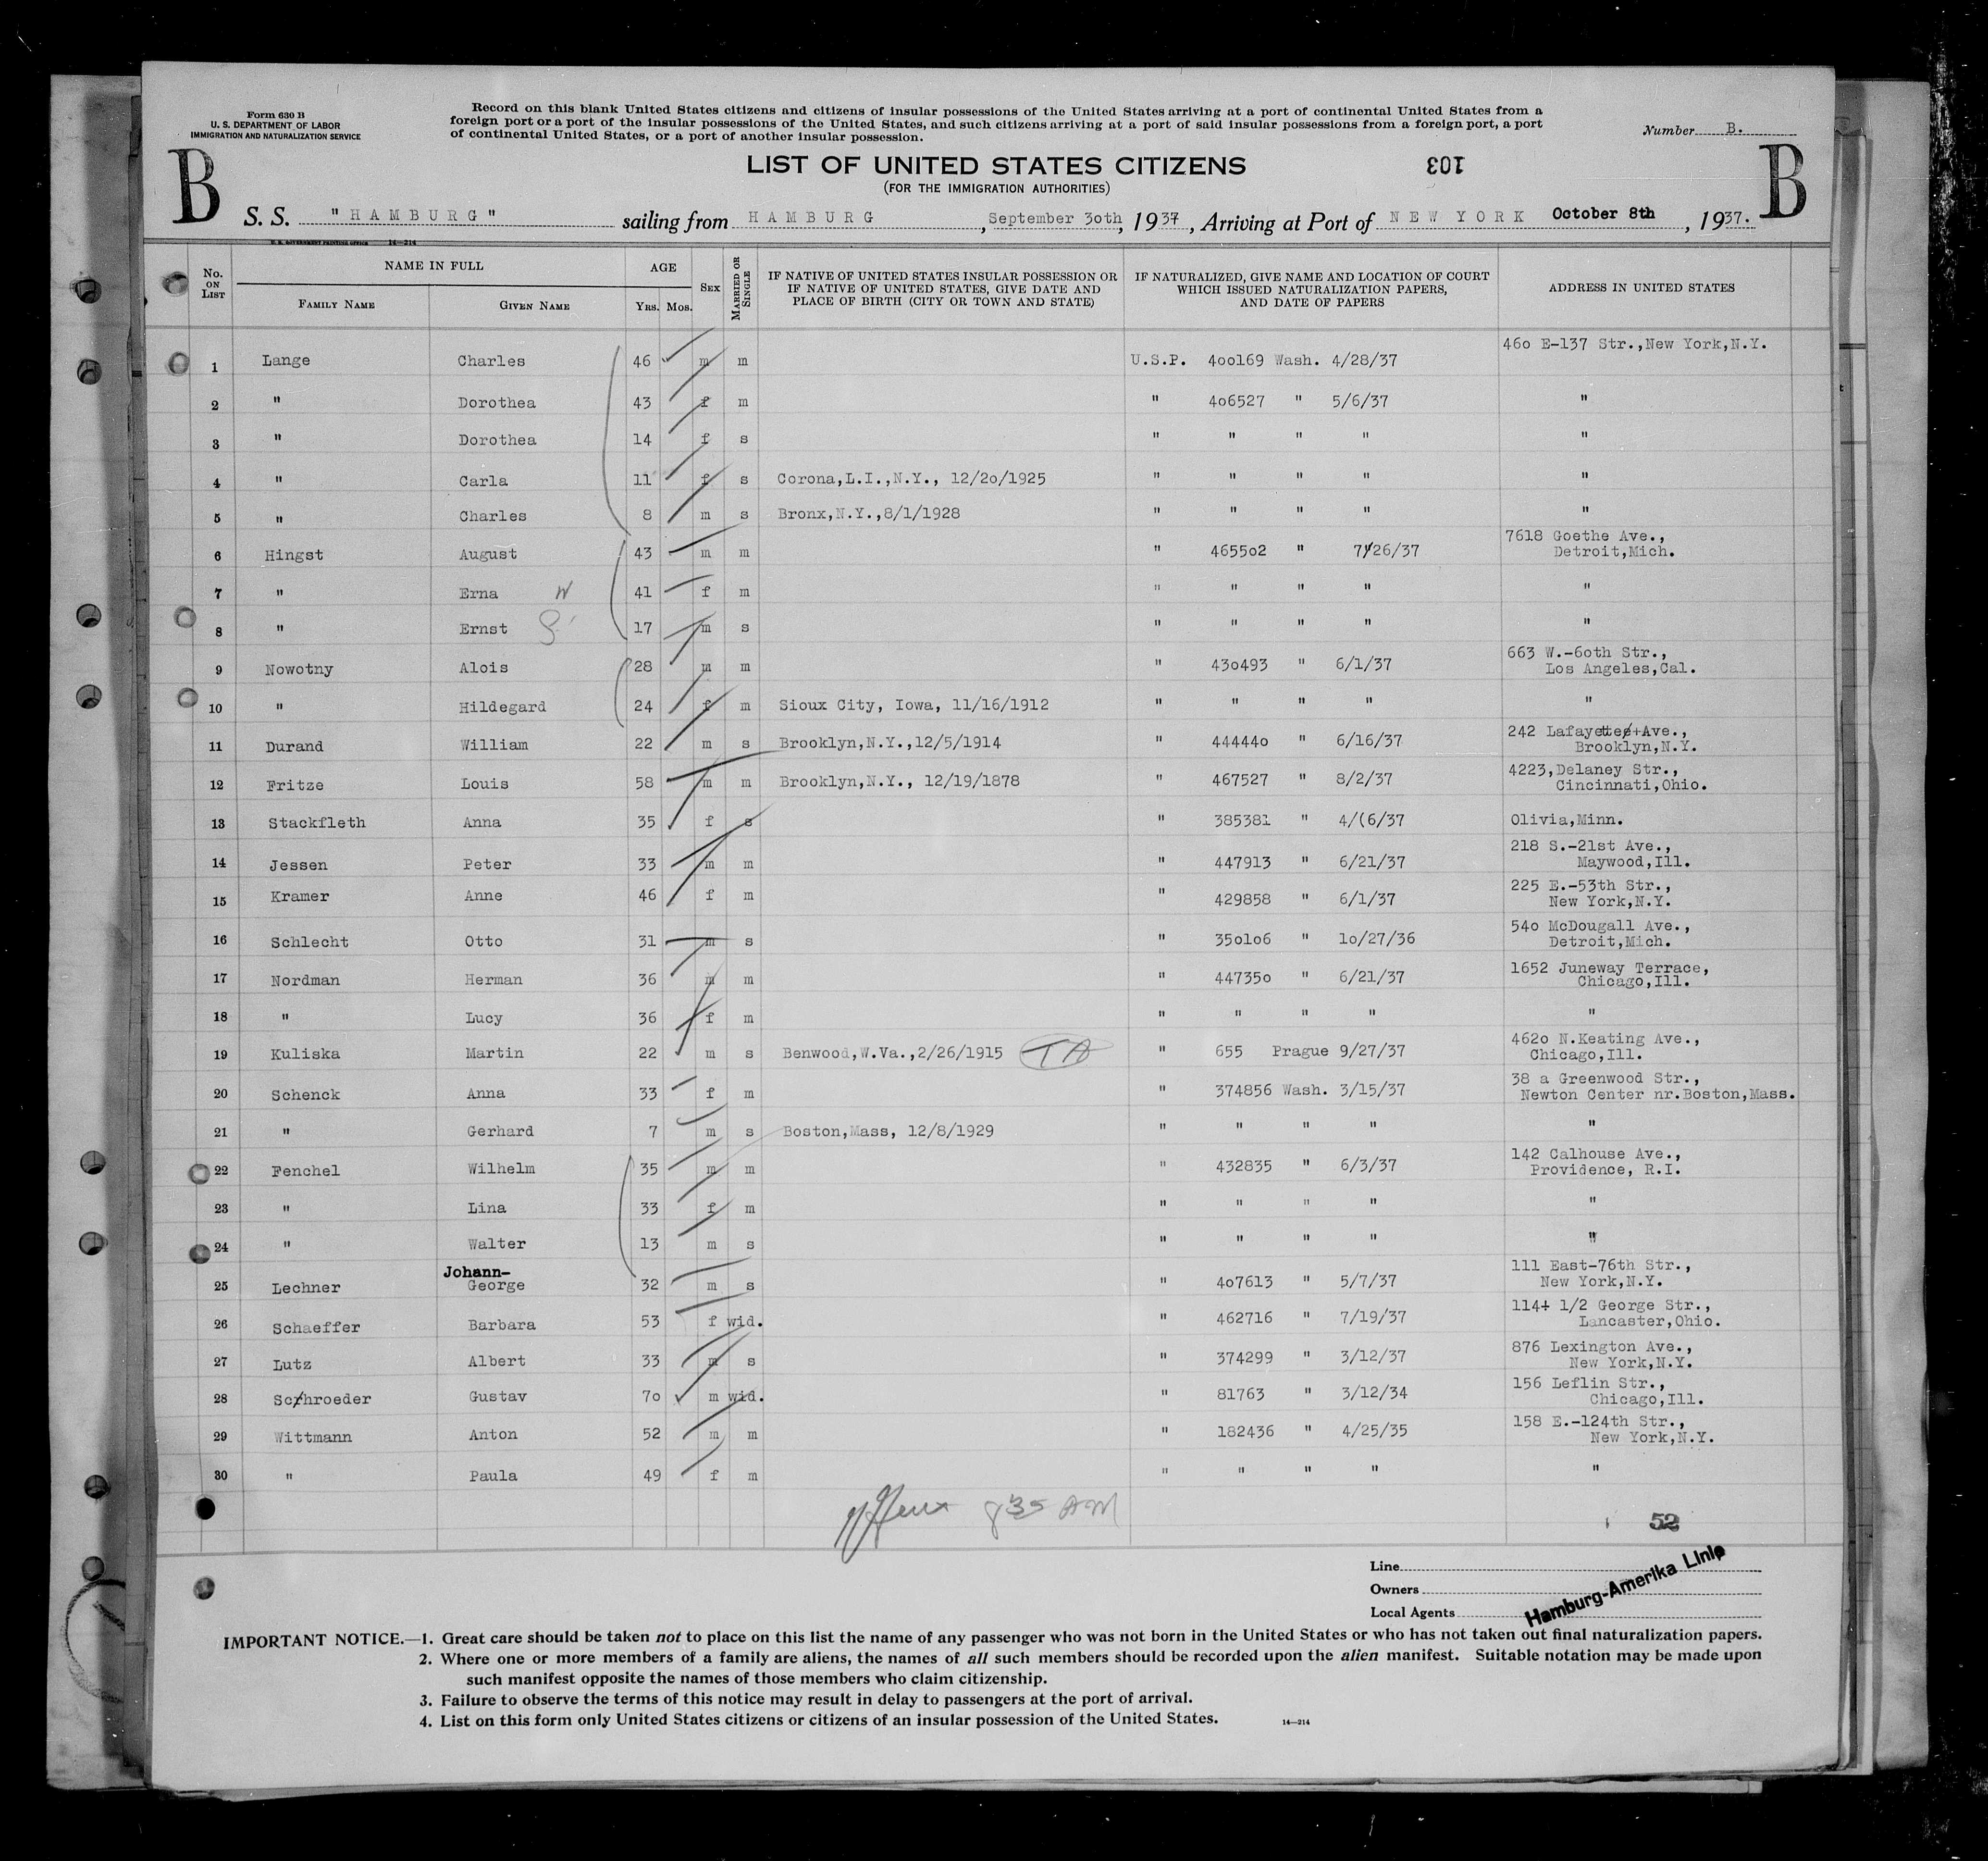 Form 630 B
U. S. DEPARTMENT OF LABOR
IMMIGRATION AND NATURALIZATION SERVICE
Record on this blank United States citizens and citizens of insular possessions of the United States arriving at a port of continental United States from a
foreign port or a port of the insular possessions of the United States, and such citizens arriving at a port of said insular possessions from a foreign port, a port
of continental United States, or a port of another insular possession.
Number B.
B
LIST OF UNITED STATES CITIZENS
(FOR THE IMMIGRATION AUTHORITIES)
103
B
S. S. "HAMBURG" sailing from HAMBURG, September 30th, 1937, Arriving at Port of NEW YORK October 8th, 1937.
U. S. GOVERNMENT PRINTING OFFICE 14—214
No. ON LIST NAME IN FULL FAMILY NAME GIVEN NAME AGE YRS. MOS. SEX MARRIED OR SINGLE IF NATIVE OF UNITED STATES INSULAR POSSESSION OR IF NATIVE OF UNITED STATES, GIVE DATE AND PLACE OF BIRTH (CITY OR TOWN AND STATE) IF NATURALIZED, GIVE NAME AND LOCATION OF COURT WHICH ISSUED NATURALIZATION PAPERS, AND DATE OF PAPERS ADDRESS IN UNITED STATES
1 Lange Charles 46 m m U.S.P. 400169 Wash. 4/28/37 460 E-137 Str.,New York,N.Y.
2 " Dorothea 43 f m " 406527 " 5/6/37 "
3 " Dorothea 14 f s " " " " "
4 " Carla 11 f s Corona,L.I.,N.Y., 12/20/1925 " " " " "
5 " Charles 8 m s Bronx,N.Y.,8/1/1928 " " " " "
6 Hingst August 43 m m " 465502 " 7/26/37 7618 Goethe Ave., Detroit,Mich.
7 " Erna W 41 f m " " " " "
8 " Ernst S 17 m s " " " " "
9 Nowotny Alois 28 m m " 430493 " 6/1/37 663 W.-60th Str., Los Angeles,Cal.
10 " Hildegard 24 f m Sioux City, Iowa, 11/16/1912 " " " " "
11 Durand William 22 m s Brooklyn,N.Y.,12/5/1914 " 444440 " 6/16/37 242 Lafayette Ave., Brooklyn,N.Y.
12 Fritze Louis 58 m m Brooklyn,N.Y., 12/19/1878 " 467527 " 8/2/37 4223,Delaney Str., Cincinnati,Ohio.
13 Stackfleth Anna 35 f s " 385381 " 4/(6/37 Olivia,Minn.
14 Jessen Peter 33 m m " 447913 " 6/21/37 218 S.-21st Ave., Maywood,Ill.
15 Kramer Anne 46 f m " 429858 " 6/1/37 225 E.-53th Str., New York,N.Y.
16 Schlecht Otto 31 m s " 350106 " 10/27/36 540 McDougall Ave., Detroit,Mich.
17 Nordman Herman 36 m m " 447350 " 6/21/37 1652 Juneway Terrace, Chicago,Ill.
18 " Lucy 36 f m " " " " "
19 Kuliska Martin 22 m s Benwood,W.Va.,2/26/1915 TA " 655 Prague 9/27/37 4620 N.Keating Ave., Chicago,Ill.
20 Schenck Anna 33 f m " 374856 Wash. 3/15/37 38 a Greenwood Str., Newton Center nr.Boston,Mass.
21 " Gerhard 7 m s Boston,Mass, 12/8/1929 " " " " "
22 Fenchel Wilhelm 35 m m " 432835 " 6/3/37 142 Calhouse Ave., Providence, R.I.
23 " Lina 33 f m " " " " "
24 " Walter 13 m s " " " " "
25 Lechner Johann-George 32 m s " 407613 " 5/7/37 111 East-76th Str., New York,N.Y.
26 Schaeffer Barbara 53 f wid. " 462716 " 7/19/37 114+ 1/2 George Str., Lancaster,Ohio.
27 Lutz Albert 33 m s " 374299 " 3/12/37 876 Lexington Ave., New York,N.Y.
28 Schroeder Gustav 70 m wid. " 81763 " 3/12/34 156 Leflin Str., Chicago,Ill.
29 Wittmann Anton 52 m m " 182436 " 4/25/35 158 E.-124th Str., New York,N.Y.
30 " Paula 49 f m " " " " "
835 AM
52
Line
Owners
Local Agents
Hamburg-Amerika Linie
IMPORTANT NOTICE.—1. Great care should be taken not to place on this list the name of any passenger who was not born in the United States or who has not taken out final naturalization papers.
2. Where one or more members of a family are aliens, the names of all such members should be recorded upon the alien manifest. Suitable notation may be made upon
such manifest opposite the names of those members who claim citizenship.
3. Failure to observe the terms of this notice may result in delay to passengers at the port of arrival.
4. List on this form only United States citizens or citizens of an insular possession of the United States.
14—214